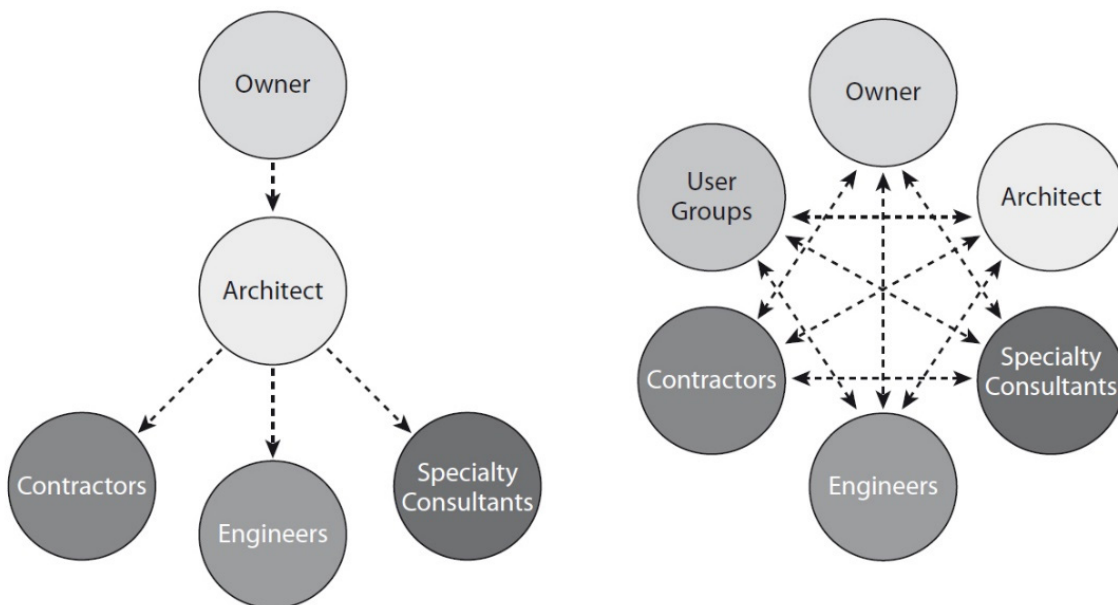 Owner
Architect
Contractors
Engineers
Specialty
Consultants
Owner
User
Groups
Architect
Contractors
Specialty
Consultants
Engineers